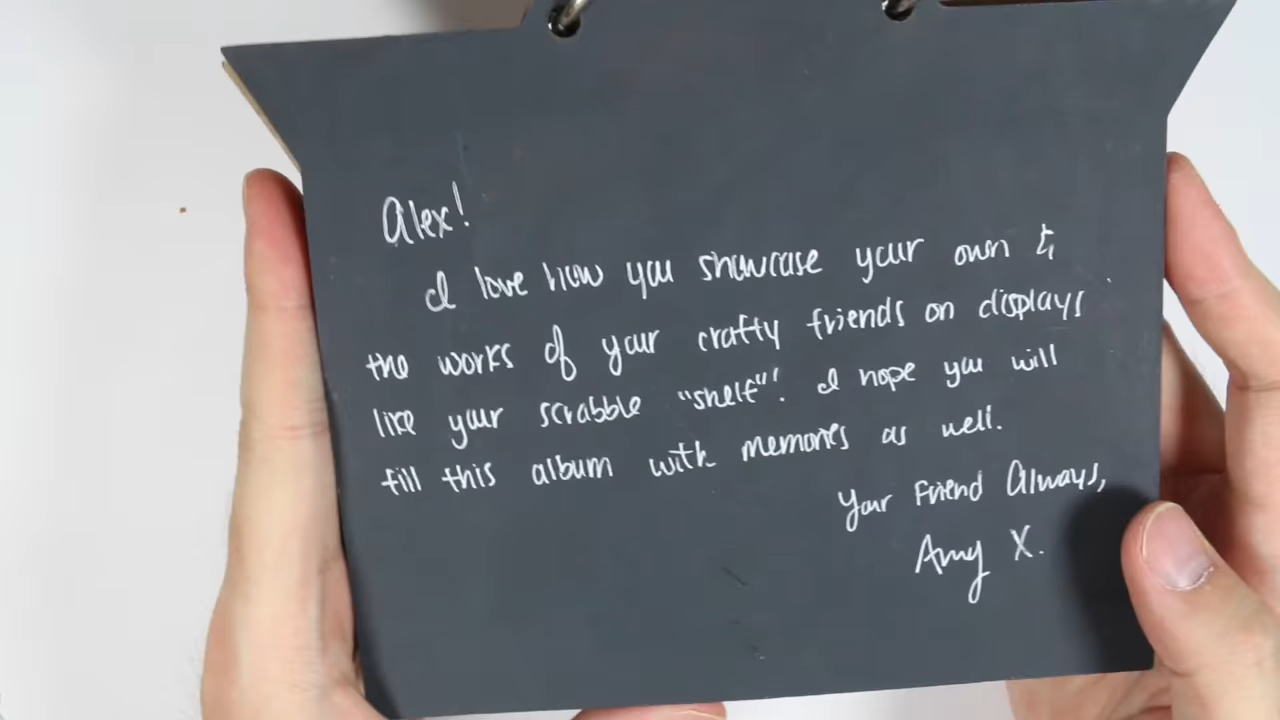 Alex!
I love how you showcase your own &
the works of your crafty friends on displays
like your scrabble "shelf"! I hope you will
fill this album with memories as well.
Your Friend Always,
Amy X.